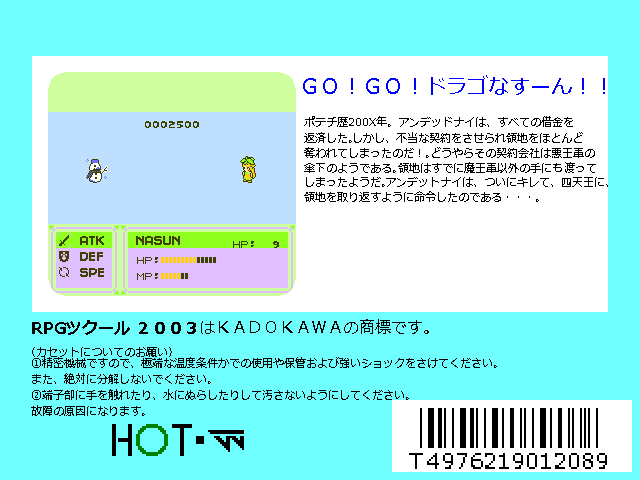 GO！GO！ドラゴなすーん！！
0002500
ポテチ歴200X年。アンデッドナイは、すべての借金を
返済した。しかし、不当な契約をさせられ領地をほとんど
奪われてしまったのだ！。どうやらその契約会社は悪王軍の
傘下のようである。領地はすでに魔王軍以外の手にも渡って
しまったようだ。アンデットナイは、ついにキレて、四天王に、
領地を取り返すように命令したのである・・・。
ATK
DEF
SPE
NASUN HP: 9
HP:
MP:
RPGツクール ２００３はＫＡＤＯＫＡＷＡの商標です。
(カセットについてのお願い)
①精密機械ですので、極端な温度条件かでの使用や保管および強いショックをさけてください。
また、絶対に分解しないでください。
②端子部に手を触れたり、水にぬらしたりして汚さないようにしてください。
故障の原因になります。
HOT・
T4976219012089